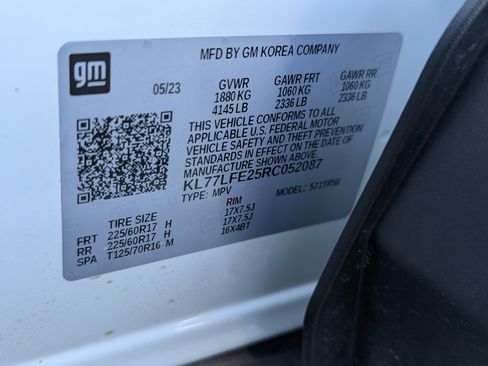 gm
MFD BY GM KOREA COMPANY
05/23 GVWR GAWR FRT GAWR RR
1880 KG 1060 KG 1060 KG
4145 LB 2336 LB 2336 LB
THIS VEHICLE CONFORMS TO ALL
APPLICABLE U.S. FEDERAL MOTOR
VEHICLE SAFETY AND THEFT PREVENTION
STANDARDS IN EFFECT ON THE DATE OF
MANUFACTURE SHOWN ABOVE.
KL77LFE25RC052087
TYPE: MPV MODEL:
TIRE SIZE RIM
FRT 225/60R17 H 17X7.5J
RR 225/60R17 H 17X7.5J
SPA T125/70R16 M 16X4BT